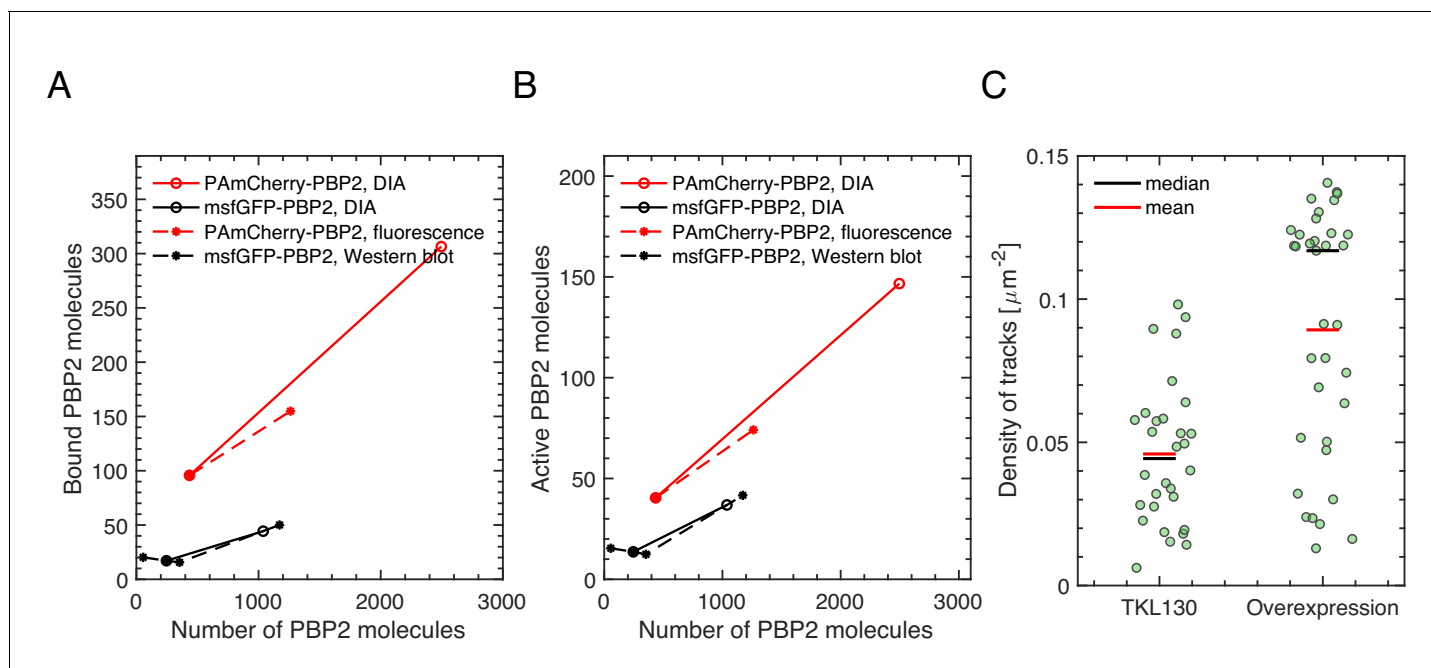 A
B
C
Bound PBP2 molecules
350
300
250
200
150
100
50
0
PAmCherry-PBP2, DIA
msfGFP-PBP2, DIA
PAmCherry-PBP2, fluorescence
msfGFP-PBP2, Western blot
0 1000 2000 3000
Number of PBP2 molecules
Active PBP2 molecules
200
150
100
50
0
PAmCherry-PBP2, DIA
msfGFP-PBP2, DIA
PAmCherry-PBP2, fluorescence
msfGFP-PBP2, Western blot
0 1000 2000 3000
Number of PBP2 molecules
Density of tracks [μm-2]
0.15
0.1
0.05
0
median
mean
TKL130 Overexpression